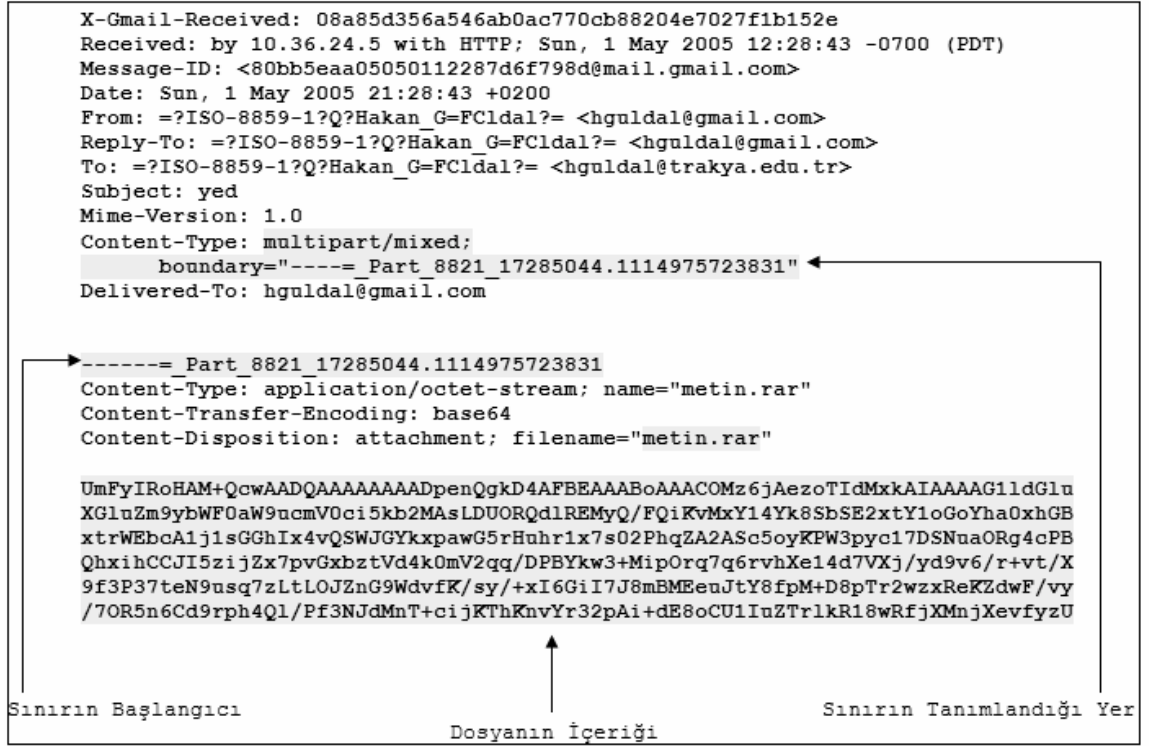 X-Gmail-Received: 08a85d356a546ab0ac770cb88204e7027f1b152e
Received: by 10.36.24.5 with HTTP; Sun, 1 May 2005 12:28:43 -0700 (PDT)
Message-ID: <80bb5eaa05050112287d6f798d@mail.gmail.com>
Date: Sun, 1 May 2005 21:28:43 +0200
From: =?ISO-8859-1?Q?Hakan_G=FCldal?= <hguldal@gmail.com>
Reply-To: =?ISO-8859-1?Q?Hakan_G=FCldal?= <hguldal@gmail.com>
To: =?ISO-8859-1?Q?Hakan_G=FCldal?= <hguldal@trakya.edu.tr>
Subject: yed
Mime-Version: 1.0
Content-Type: multipart/mixed;
boundary="----=_Part_8821_17285044.1114975723831"
Delivered-To: hguldal@gmail.com
------=_Part_8821_17285044.1114975723831
Content-Type: application/octet-stream; name="metin.rar"
Content-Transfer-Encoding: base64
Content-Disposition: attachment; filename="metin.rar"
UmFyIRoHAM+QcwAADQAAAAAAAADpenQgkD4AFBEAAABoAAACOMz6jAezoTIdMxkAIAAAAG1ldGlu
XGluZm9ybWF0aW9ucmV0ci5kb2MAsLDUORQdlREMyQ/FQiKvMxY14Yk8SbSE2xtY1oGoYha0xhGB
xtrWEbcA1j1sGGhIx4vQSWJGYkxpawG5rHuhr1x7s02PhqZA2ASc5oyKPW3pyc17DSNuaORg4cPB
QhxihCCJI5zijZx7pvGxbztVd4k0mV2qq/DPBYkw3+MipOrq7q6rvhXe14d7VXj/yd9v6/r+vt/X
9f3P37teN9usq7zLtLOJZnG9WdvfK/sy/+xI6GiI7J8mBMEeuJtY8fpM+D8pTr2wzxReKZdwF/vy
/7OR5n6Cd9rph4Ql/Pf3NJdMnT+cijKThKnvYr32pAi+dE8oCU1IuZTrlkR18wRfjXMnjXevfyzU
Sınırın Başlangıcı
Sınırın Tanımlandığı Yer
Dosyanın İçeriği